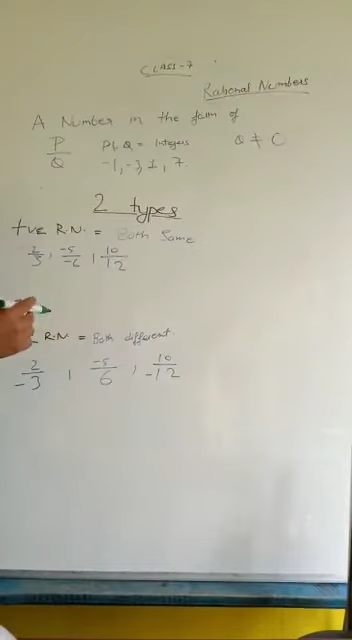 CLASS-7
Rational Numbers
A Number in the form of
P/Q P, Q = Integers Q ≠ 0
-1, -3, 1, 7.
2 types
+ve R.N. = Both Same
2/3, -5/-6, 10/12
R.N. = Both different.
2/-3, -5/6, 10/-12